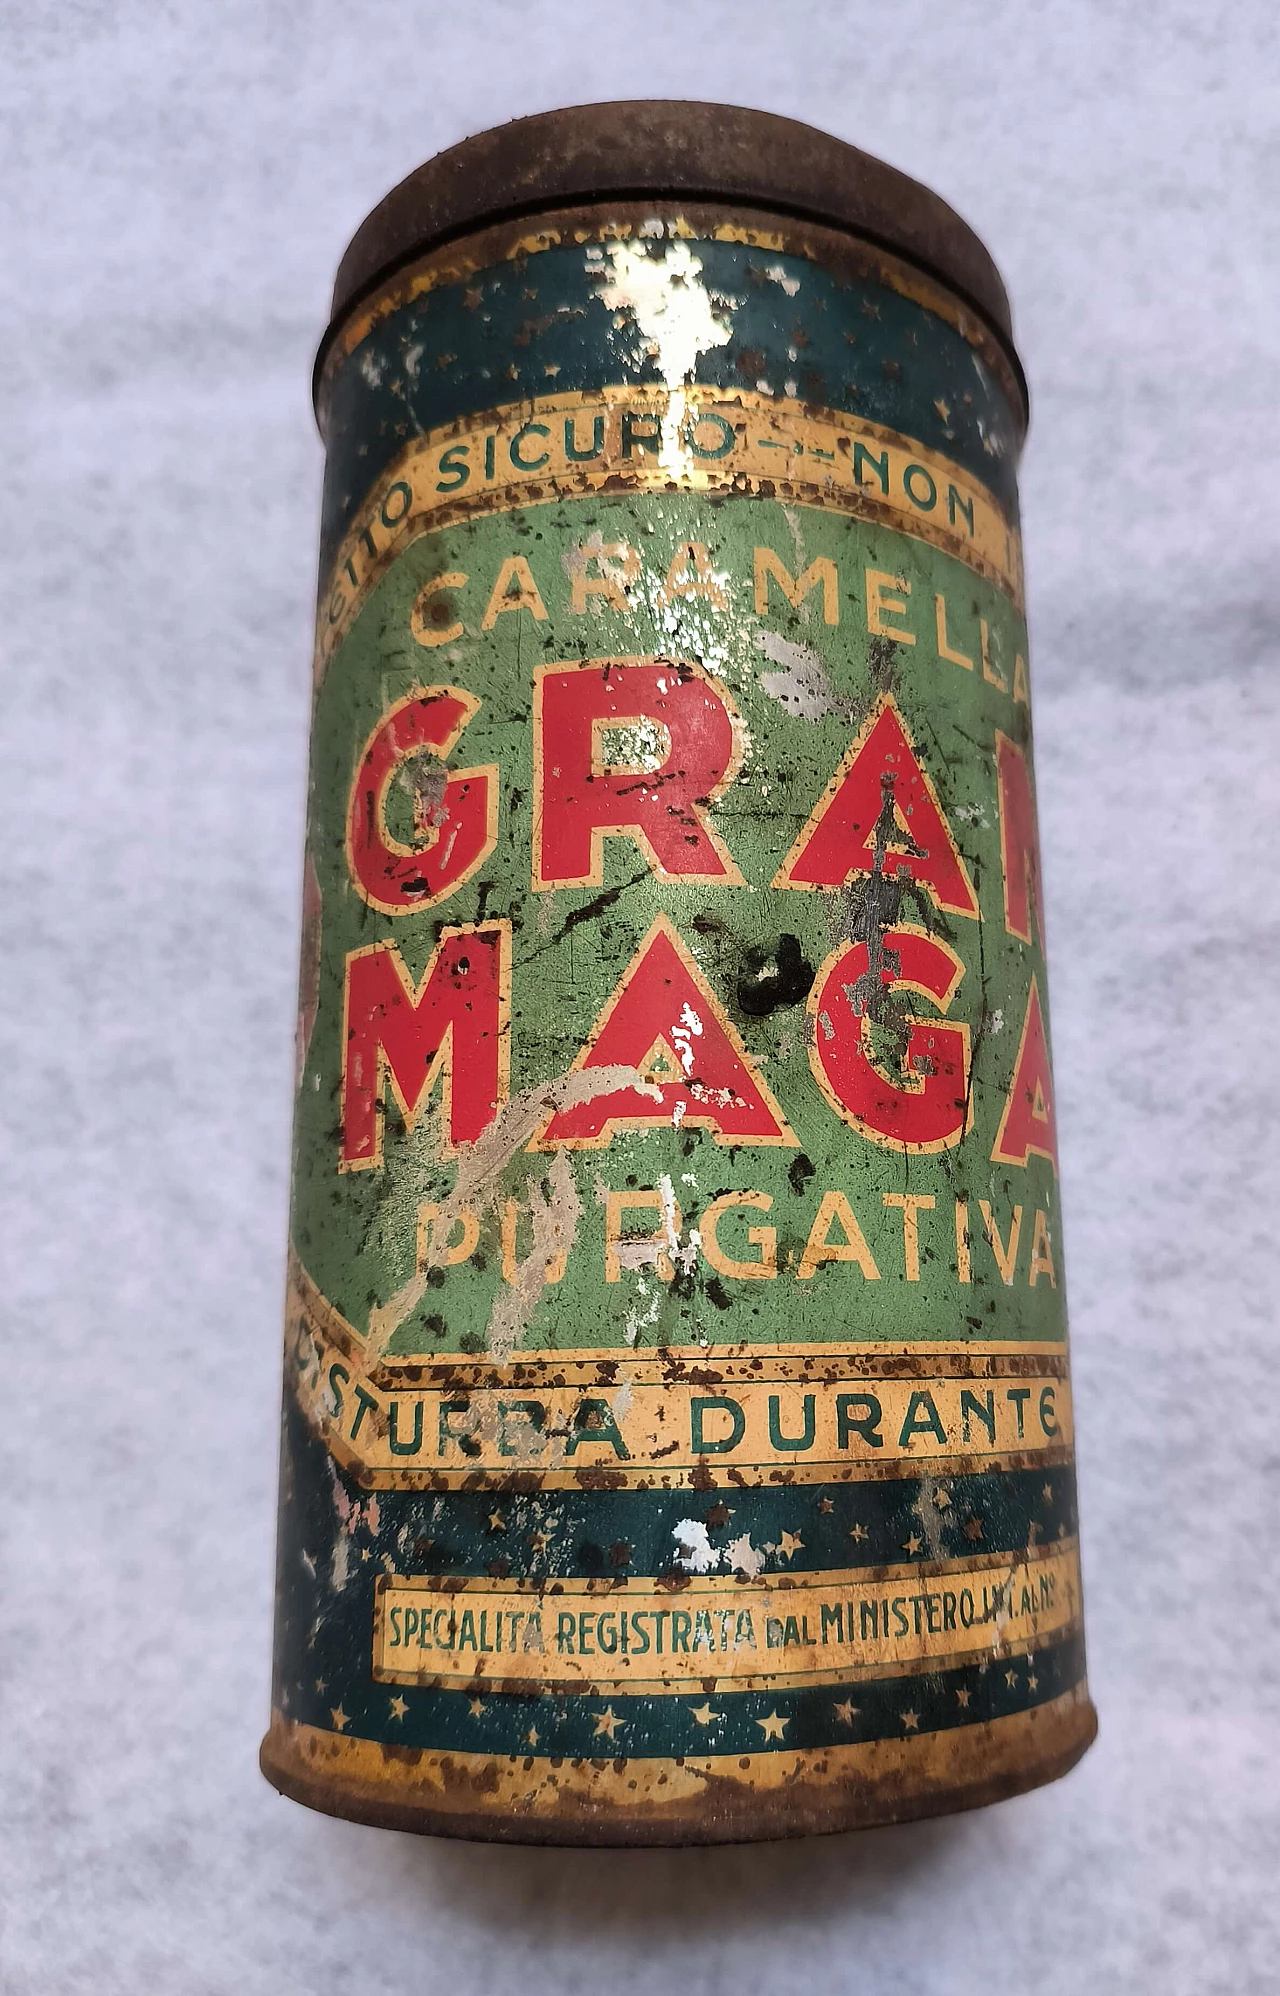 SICURO — NON
CARAMELLA
GRAN
MAGA
PURGATIVA
DISTURBA DURANTE
SPECIALITÀ REGISTRATA DAL MINISTERO